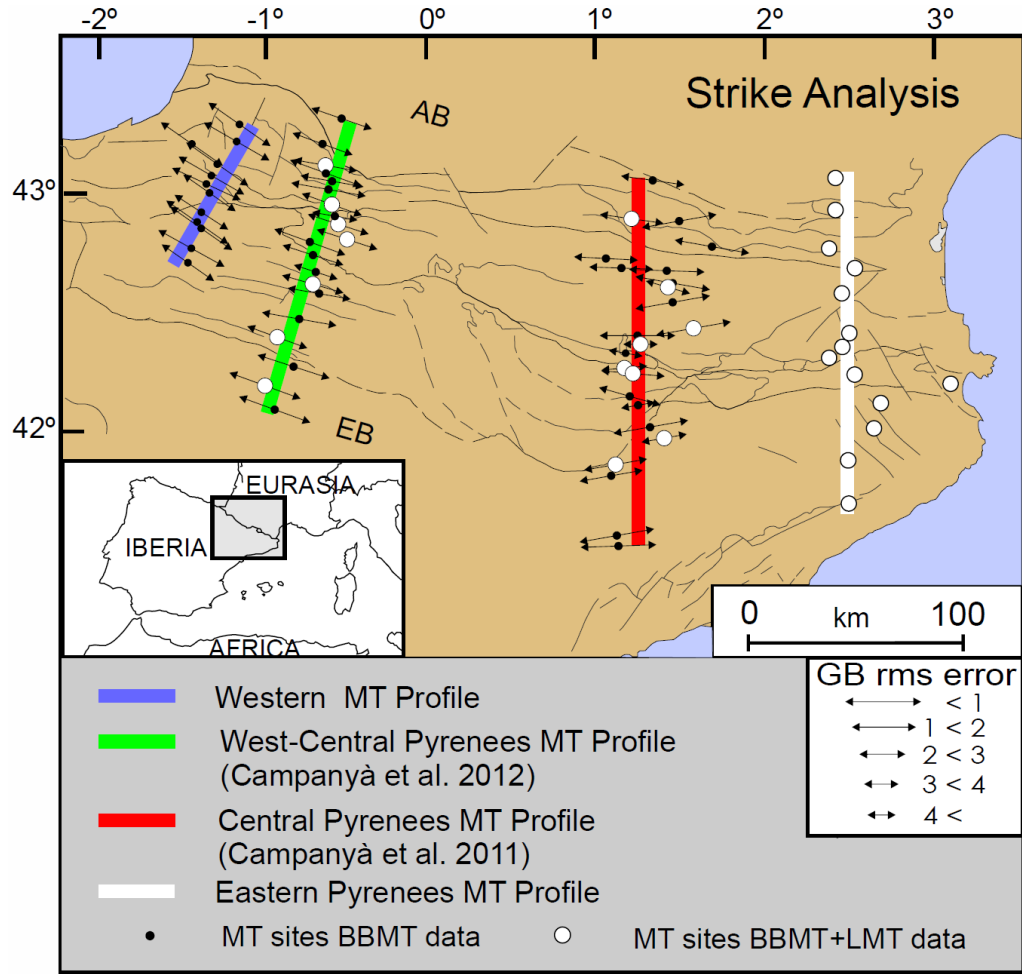 -2º -1º 0º 1º 2º 3º
Strike Analysis
AB
43º
42º
EB
EURASIA
IBERIA
AFRICA
0 100
km
GB rms error
< 1
1 < 2
2 < 3
3 < 4
4 <
Western MT Profile
West-Central Pyrenees MT Profile
(Campanyà et al. 2012)
Central Pyrenees MT Profile
(Campanyà et al. 2011)
Eastern Pyrenees MT Profile
MT sites BBMT data
MT sites BBMT+LMT data